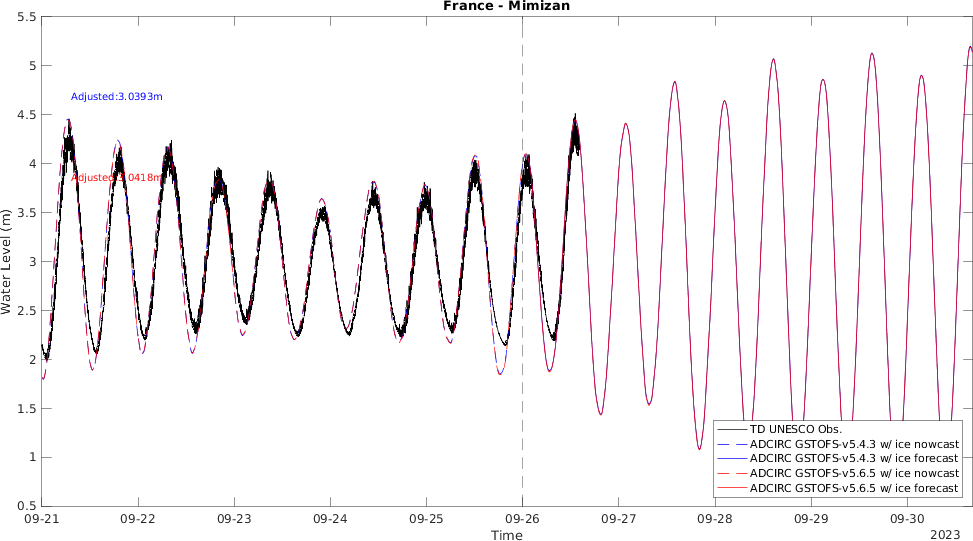 France - Mimizan
5.5
5
4.5
4
3.5
3
2.5
2
1.5
1
0.5
Water Level (m)
Adjusted:3.0393m
Adjusted:3.0418m
TD UNESCO Obs.
ADCIRC GSTOFS-v5.4.3 w/ ice nowcast
ADCIRC GSTOFS-v5.4.3 w/ ice forecast
ADCIRC GSTOFS-v5.6.5 w/ ice nowcast
ADCIRC GSTOFS-v5.6.5 w/ ice forecast
09-21 09-22 09-23 09-24 09-25 09-26 09-27 09-28 09-29 09-30
Time
2023